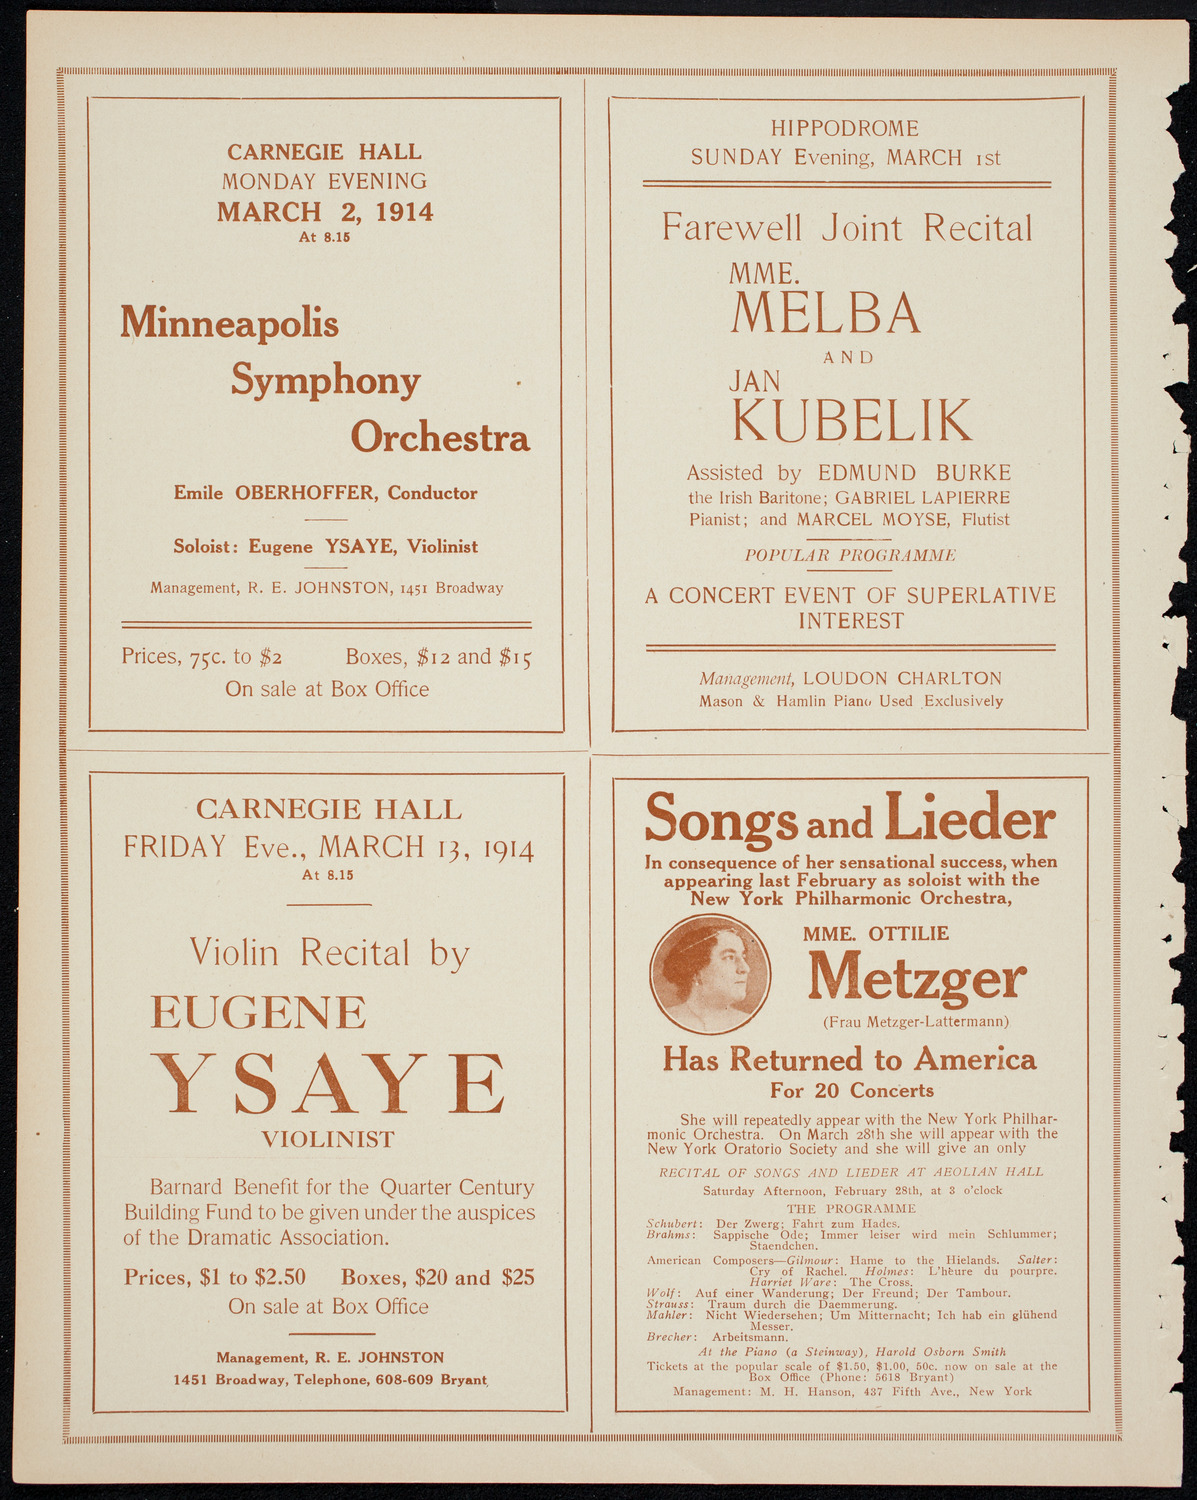 CARNEGIE HALL
MONDAY EVENING
MARCH 2, 1914
At 8.15
Minneapolis
Symphony
Orchestra
Emile OBERHOFFER, Conductor
Soloist: Eugene YSAYE, Violinist
Management, R. E. JOHNSTON, 1451 Broadway
Prices, 75c. to $2 Boxes, $12 and $15
On sale at Box Office
HIPPODROME
SUNDAY Evening, MARCH 1st
Farewell Joint Recital
MME.
MELBA
AND
JAN
KUBELIK
Assisted by EDMUND BURKE
the Irish Baritone; GABRIEL LAPIERRE
Pianist; and MARCEL MOYSE, Flutist
POPULAR PROGRAMME
A CONCERT EVENT OF SUPERLATIVE
INTEREST
Management, LOUDON CHARLTON
Mason & Hamlin Piano Used Exclusively
CARNEGIE HALL
FRIDAY Eve., MARCH 13, 1914
At 8.15
Violin Recital by
EUGENE
YSAYE
VIOLINIST
Barnard Benefit for the Quarter Century
Building Fund to be given under the auspices
of the Dramatic Association.
Prices, $1 to $2.50 Boxes, $20 and $25
On sale at Box Office
Management, R. E. JOHNSTON
1451 Broadway, Telephone, 608-609 Bryant
Songs and Lieder
In consequence of her sensational success, when
appearing last February as soloist with the
New York Philharmonic Orchestra,
MME. OTTILIE
Metzger
(Frau Metzger-Lattermann)
Has Returned to America
For 20 Concerts
She will repeatedly appear with the New York Philhar-
monic Orchestra. On March 28th she will appear with the
New York Oratorio Society and she will give an only
RECITAL OF SONGS AND LIEDER AT AEOLIAN HALL
Saturday Afternoon, February 28th, at 3 o'clock
THE PROGRAMME
Schubert: Der Zwerg; Fahrt zum Hades.
Brahms: Sappische Ode; Immer leiser wird mein Schlummer;
Staendchen.
American Composers—Gilmour: Hame to the Hielands. Salter:
Cry of Rachel. Holmes: L'heure du pourpre.
Harriet Ware: The Cross.
Wolf: Auf einer Wanderung; Der Freund; Der Tambour.
Strauss: Traum durch die Daemmerung.
Mahler: Nicht Wiedersehen; Um Mitternacht; Ich hab ein glühend
Messer.
Brecher: Arbeitsmann.
At the Piano (a Steinway), Harold Osborn Smith
Tickets at the popular scale of $1.50, $1.00, 50c. now on sale at the
Box Office (Phone: 5618 Bryant)
Management: M. H. Hanson, 437 Fifth Ave., New York